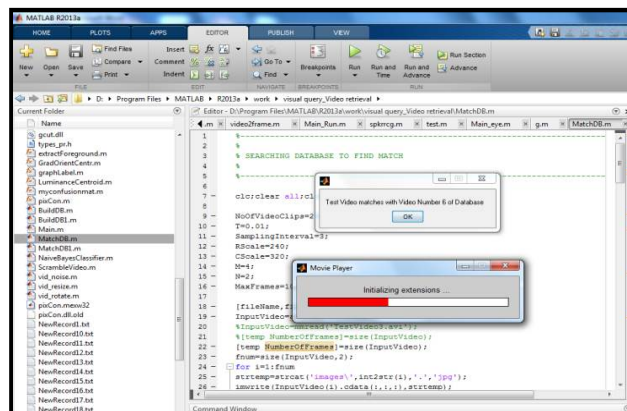 MATLAB R2013a
HOME PLOTS APPS EDITOR PUBLISH VIEW
New Open Save Find Files Compare Print Insert Comment Indent fx Go To Find Breakpoints Run Run and Time Run and Advance Run Section Advance
FILE EDIT NAVIGATE BREAKPOINTS RUN
D: Program Files MATLAB R2013a work visual query_Video retrieval
Current Folder
Editor - D:\Program Files\MATLAB\R2013a\work\visual query_Video retrieval\MatchDB.m
.m video2frame.m Main_Run.m spkmcg.m test.m Main_eye.m g.m MatchDB.m
Name
gcut.dll
types_pr.h
extractForeground.m
GradOrientCentr.m
graphLabel.m
LuminanceCentroid.m
myconfusionmat.m
pixCon.m
BuildDB.m
BuildDB1.m
Main.m
MatchDB.m
MatchDB1.m
NaiveBayesClassifier.m
ScrambleVideo.m
vid_noise.m
vid_resize.m
vid_rotate.m
pixCon.mexw32
pixCon.dll.old
NewRecord1.txt
NewRecord10.txt
NewRecord11.txt
NewRecord12.txt
NewRecord13.txt
NewRecord14.txt
NewRecord15.txt
NewRecord16.txt
NewRecord17.txt
NewRecord18.txt
1 %
2 %
3 % SEARCHING DATABASE TO FIND MATCH
4 %
5 %
6
7 - clc;clear all;cl
8
9 - NoOfVideoClips=2
10 - T=0.01;
11 - SamplingInterval=3;
12 - RScale=240;
13 - CScale=320;
14 - M=4;
15 - N=2;
16 - MaxFrames=1
17
18 - [fileName,f
19 - InputVideo=
20 %InputVideo=mmread('TestVideo3.avi');
21 %[temp NumberOfFrames]=size(InputVideo);
22 - [temp NumberOfFrames]=size(InputVideo);
23 - fnum=size(InputVideo,2);
24 - for i=1:fnum
25 - strtemp=strcat('images\',int2str(i),'.','jpg');
26 - imwrite(InputVideo(i).cdata(:,:,:),strtemp);
Test Video matches with Video Number 6 of Database
OK
Movie Player
Initializing extensions ...
Command Window